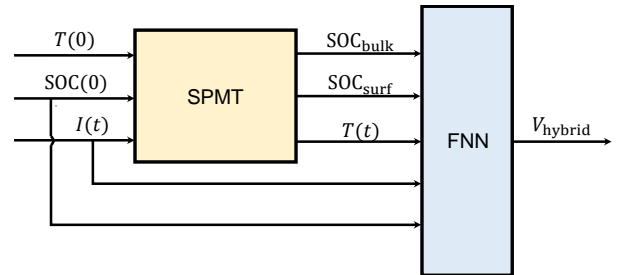 T(0)
SOC(0)
I(t)
SPMT
SOC_bulk
SOC_surf
T(t)
FNN
V_hybrid